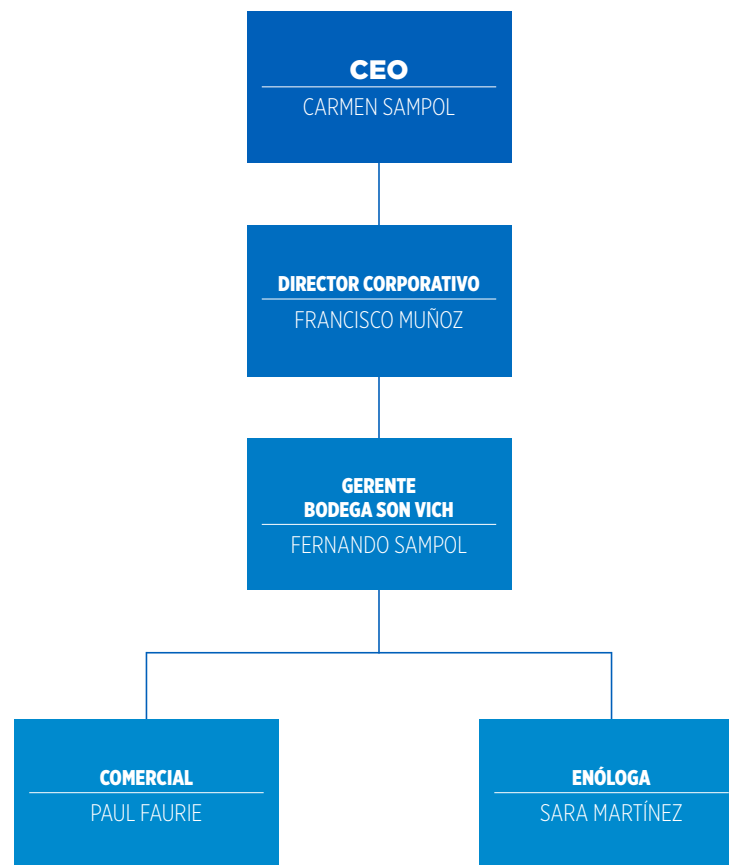 CEO
CARMEN SAMPOL
DIRECTOR CORPORATIVO
FRANCISCO MUÑOZ
GERENTE
BODEGA SON VICH
FERNANDO SAMPOL
COMERCIAL
PAUL FAURIE
ENÓLOGA
SARA MARTÍNEZ